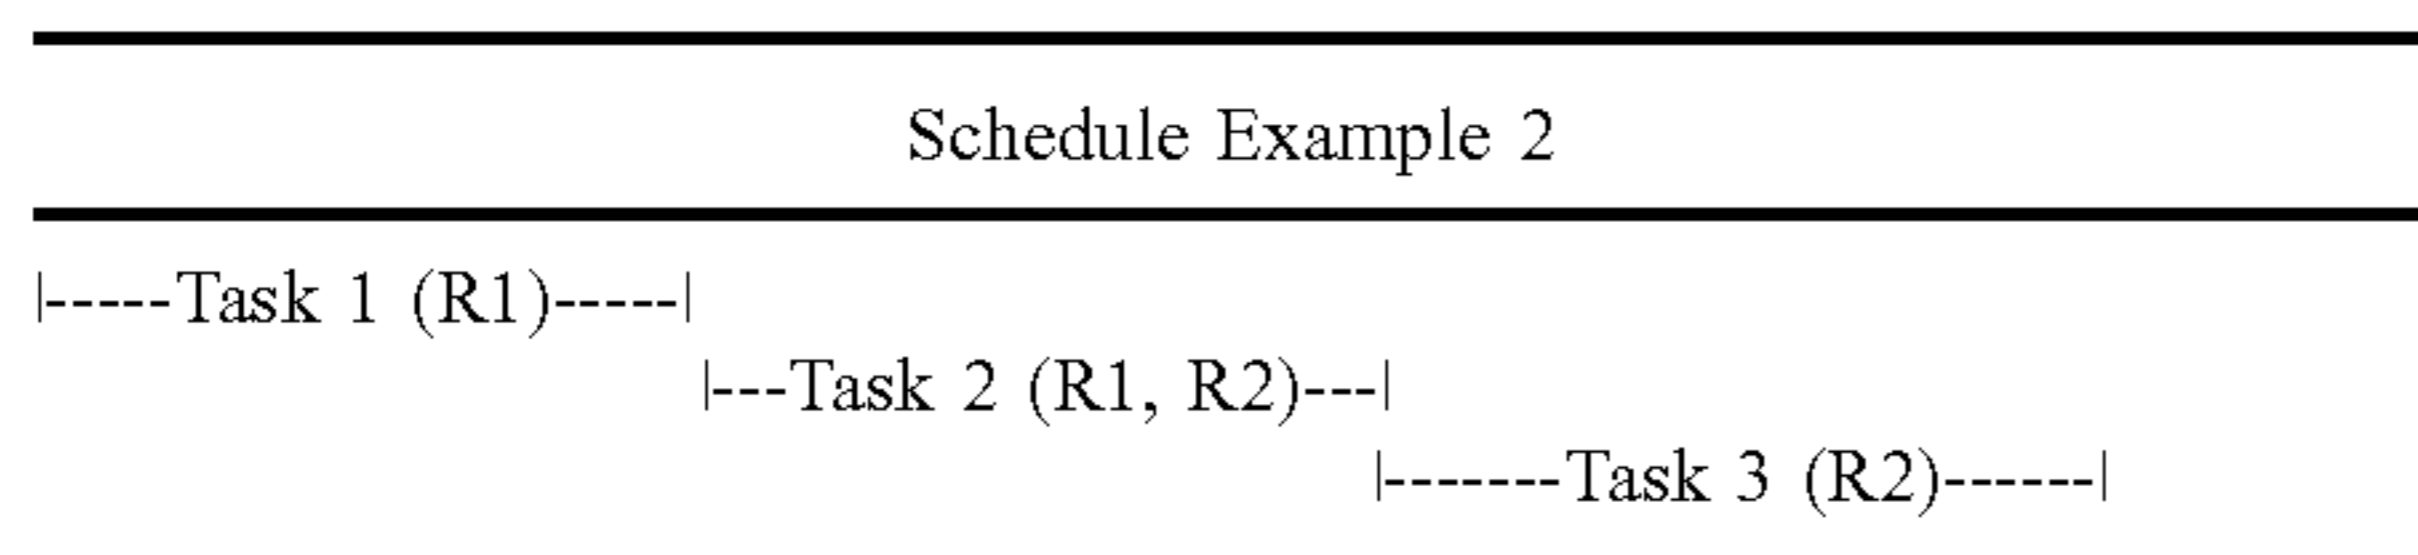 Schedule Example 2
|-----Task 1 (R1)-----|
|---Task 2 (R1, R2)---|
|-------Task 3 (R2)------|